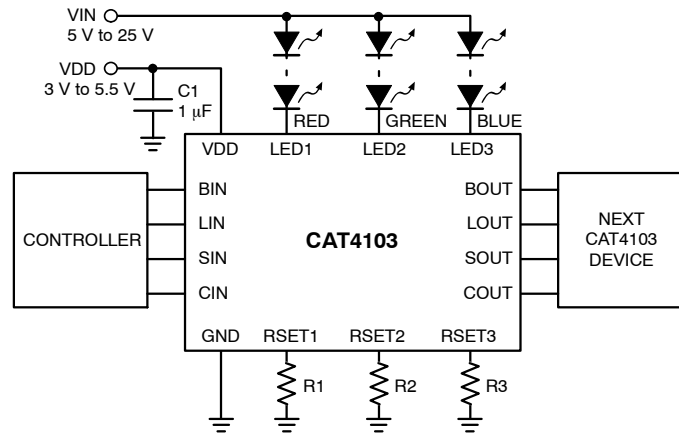 VIN
5 V to 25 V
VDD
3 V to 5.5 V
C1
1 μF
RED
GREEN
BLUE
VDD
LED1
LED2
LED3
CONTROLLER
BIN
LIN
SIN
CIN
CAT4103
BOUT
LOUT
SOUT
COUT
NEXT
CAT4103
DEVICE
GND
RSET1
RSET2
RSET3
R1
R2
R3